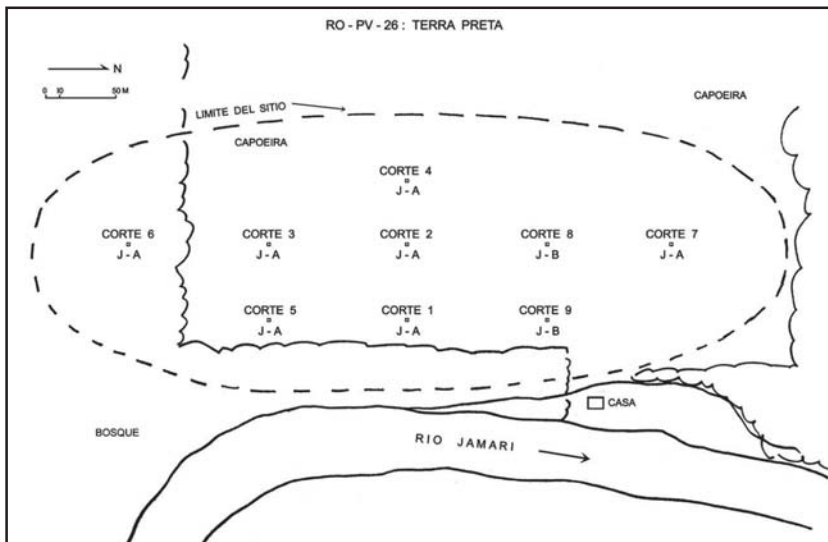 RO - PV - 26 : TERRA PRETA
N
0 10 50 M
LIMITE DEL SITIO
CAPOEIRA
CAPOEIRA
CORTE 4
J - A
CORTE 6
J - A
CORTE 3
J - A
CORTE 2
J - A
CORTE 8
J - B
CORTE 7
J - A
CORTE 5
J - A
CORTE 1
J - A
CORTE 9
J - B
CASA
BOSQUE
RIO JAMARI